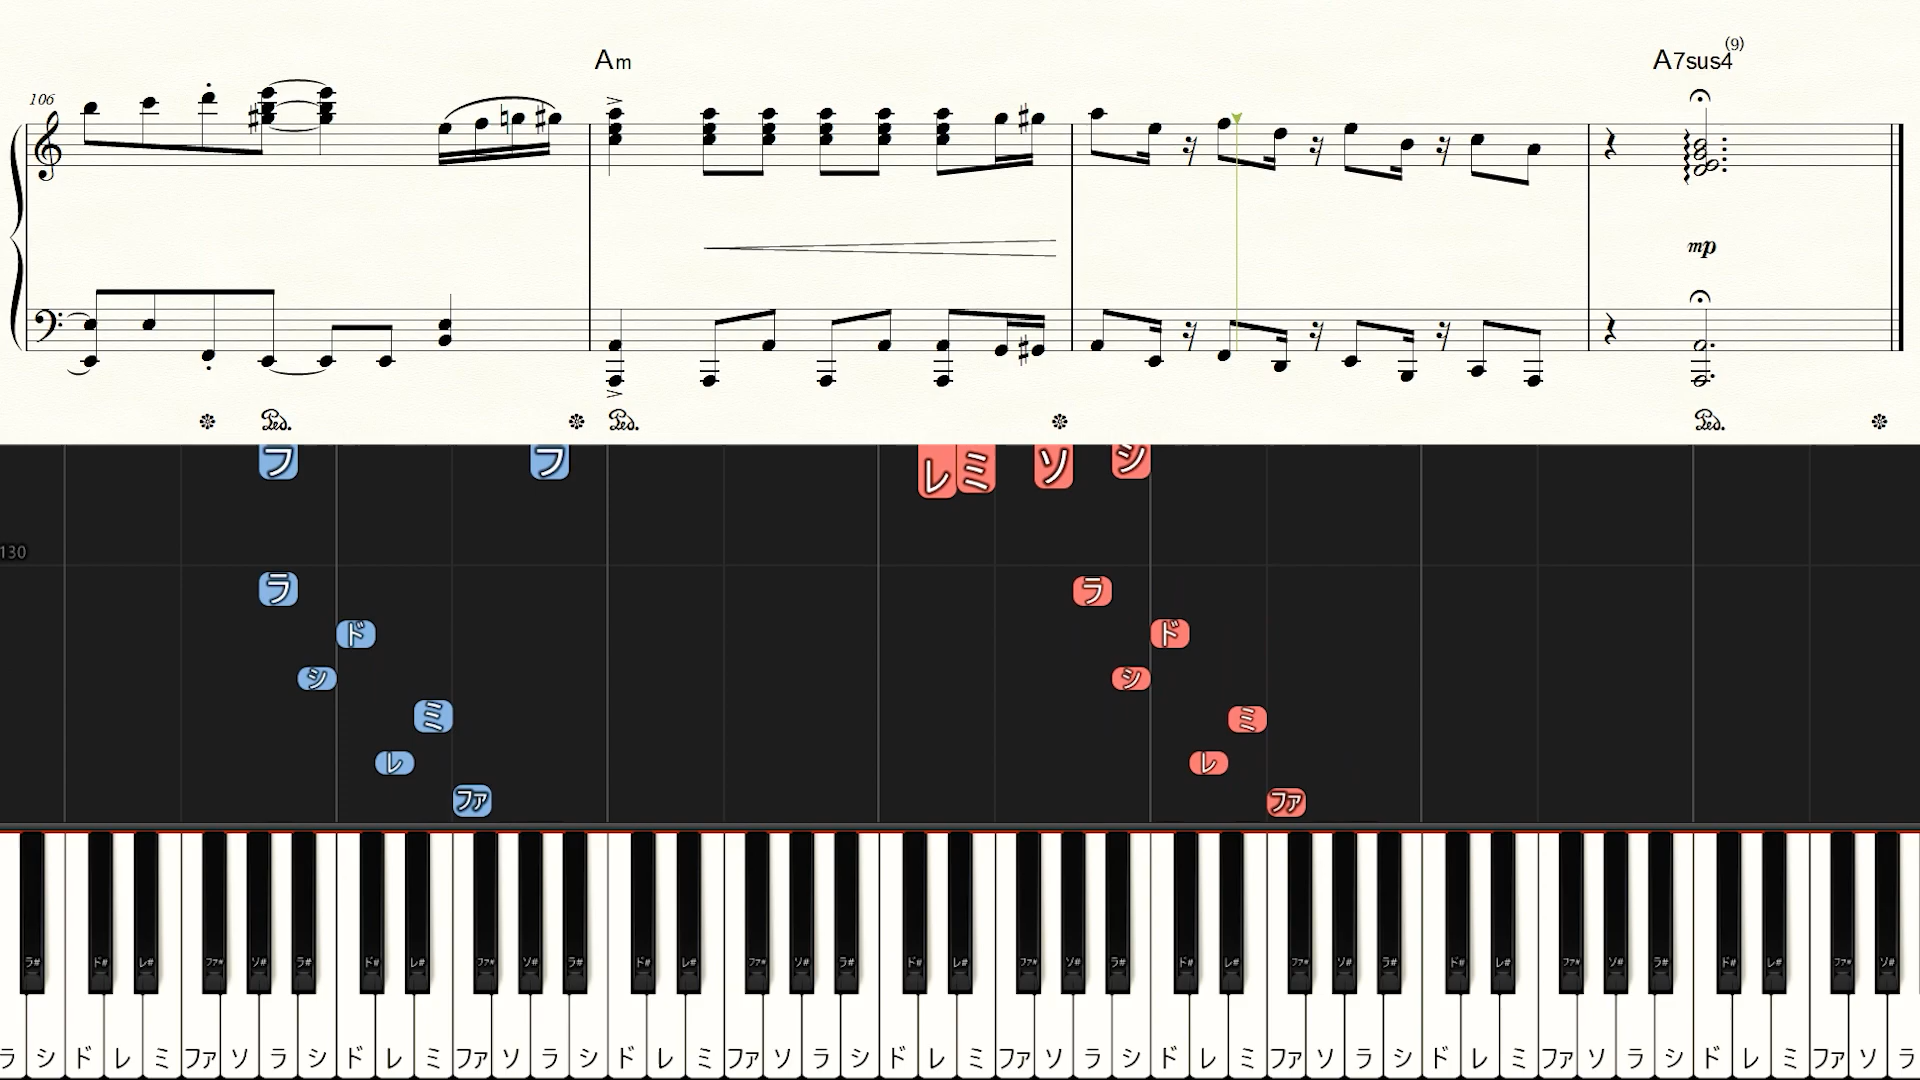 (9)
Am A7sus4
106
mp
Ped. Ped. Ped.
レ ミ ソ シ
130
ラ ラ
ド ド
シ シ
ミ ミ
レ レ
ファ ファ
ラ# ド# レ# ファ# ソ# ラ# ド# レ# ファ# ソ# ラ# ド# レ# ファ# ソ# ラ# ド# レ# ファ# ソ# ラ# ド# レ# ファ# ソ# ラ# ド# レ# ファ# ソ# ラ# ド# レ# ファ# ソ#
ラ シ ド レ ミ ファ ソ ラ シ ド レ ミ ファ ソ ラ シ ド レ ミ ファ ソ ラ シ ド レ ミ ファ ソ ラ シ ド レ ミ ファ ソ ラ シ ド レ ミ ファ ソ ラ シ ド レ ミ ファ ソ ラ